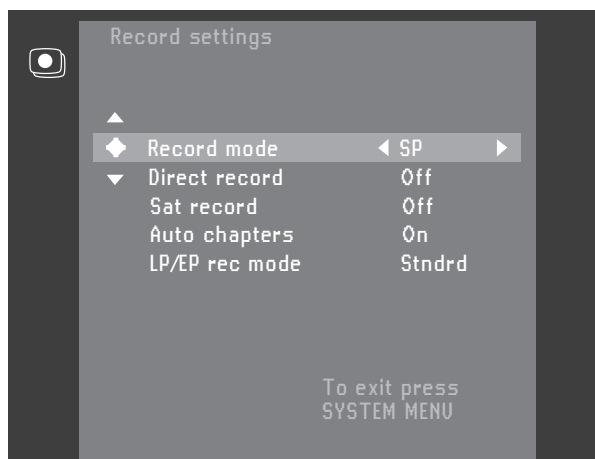 Record settings
Record mode SP
Direct record Off
Sat record Off
Auto chapters On
LP/EP rec mode Stndrd
To exit press
SYSTEM MENU